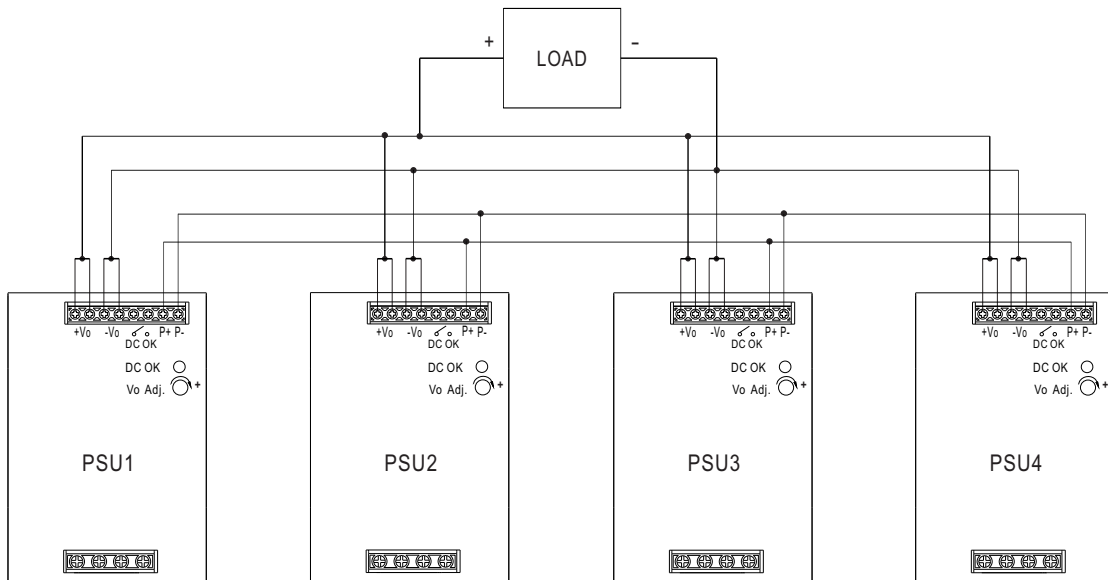 + LOAD -
+Vo -Vo P+ P-
DC OK
DC OK
Vo Adj. +
PSU1
+Vo -Vo P+ P-
DC OK
DC OK
Vo Adj. +
PSU2
+Vo -Vo P+ P-
DC OK
DC OK
Vo Adj. +
PSU3
+Vo -Vo P+ P-
DC OK
DC OK
Vo Adj. +
PSU4